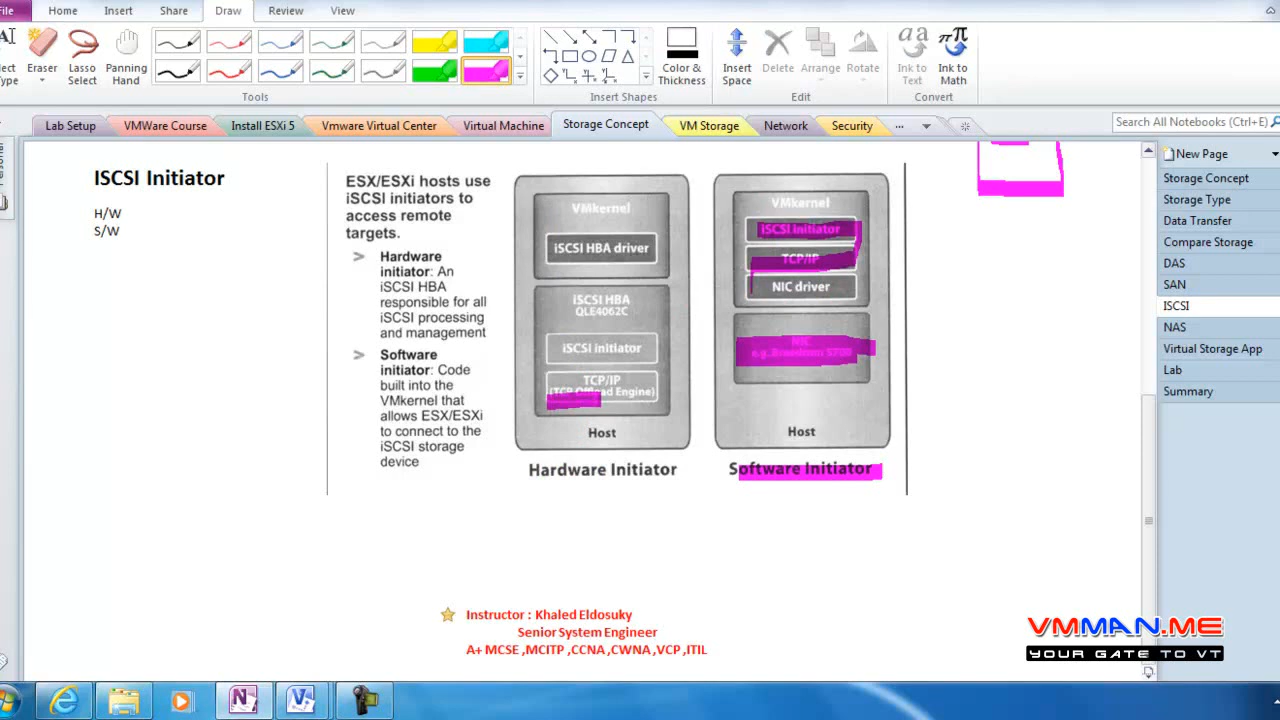 File
Home
Insert
Share
Draw
Review
View
Eraser
Lasso
Select
Panning
Hand
Color &
Thickness
Insert
Space
Delete
Arrange
Rotate
Ink to
Text
Ink to
Math
Tools
Insert Shapes
Edit
Convert
Lab Setup
VMWare Course
Install ESXi 5
Vmware Virtual Center
Virtual Machine
Storage Concept
VM Storage
Network
Security
Search All Notebooks (Ctrl+E)
New Page
Storage Concept
Storage Type
Data Transfer
Compare Storage
DAS
SAN
ISCSI
NAS
Virtual Storage App
Lab
Summary
ISCSI Initiator
H/W
S/W
ESX/ESXi hosts use
iSCSI initiators to
access remote
targets.
Hardware
initiator: An
iSCSI HBA
responsible for all
iSCSI processing
and management
Software
initiator: Code
built into the
VMkernel that
allows ESX/ESXi
to connect to the
iSCSI storage
device
VMkernel
iSCSI HBA driver
iSCSI HBA
QLE4062C
iSCSI initiator
TCP/IP
(TCP Offload Engine)
Host
Hardware Initiator
VMkernel
iSCSI initiator
TCP/IP
NIC driver
NIC
Host
Software Initiator
Instructor : Khaled Eldosuky
Senior System Engineer
A+ MCSE ,MCITP ,CCNA ,CWNA ,VCP ,ITIL
VMMAN.ME
YOUR GATE TO VT